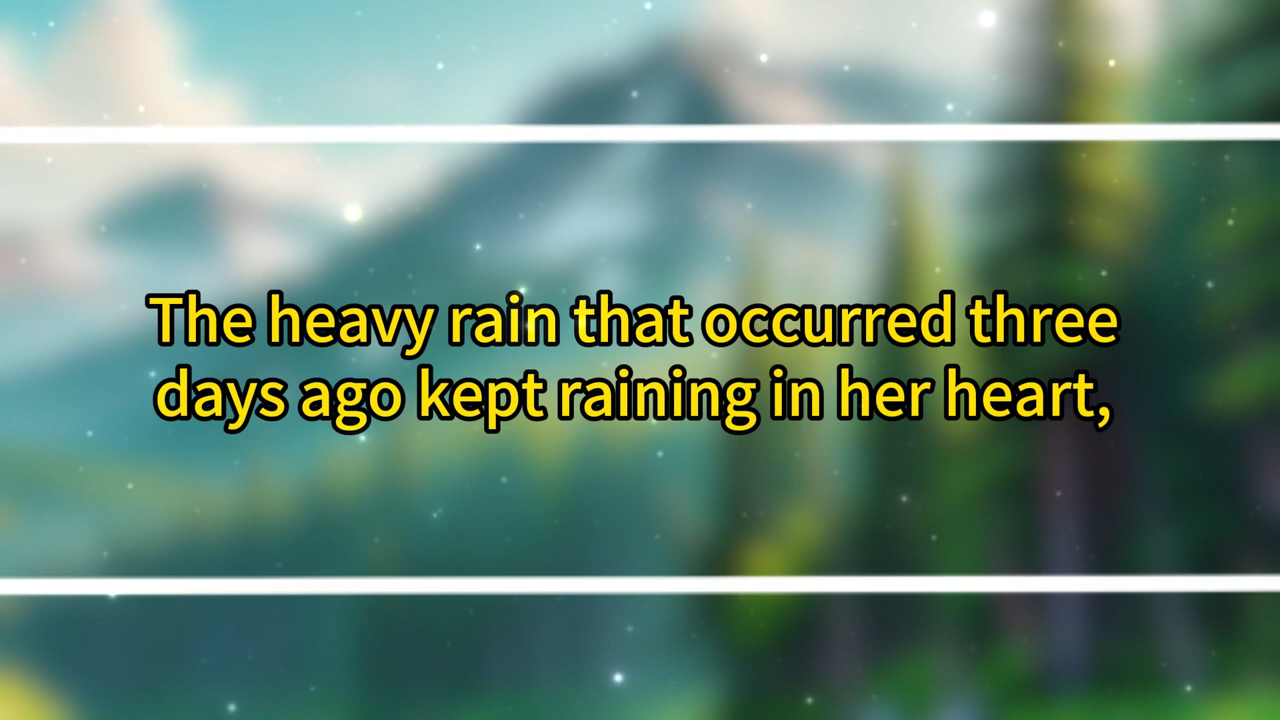 The heavy rain that occurred three
days ago kept raining in her heart,